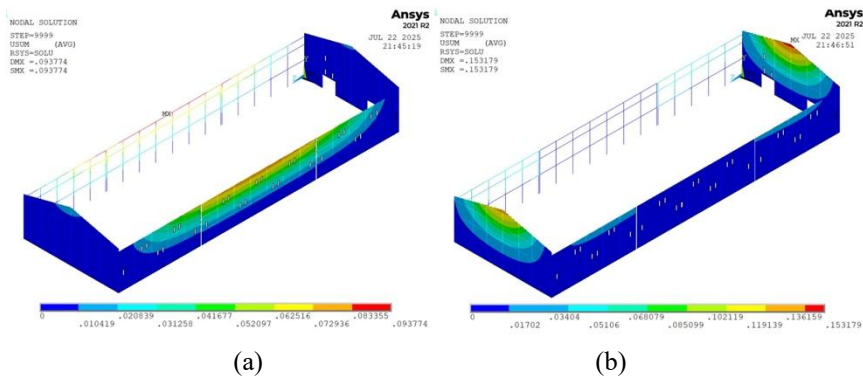 NODAL SOLUTION
STEP=9999
USUM (AVG)
RSYS=SOLU
DMX =.093774
SMX =.093774
Ansys
2021 R2
JUL 22 2025
21:45:19
MX
0 .020839 .041677 .062516 .083355
.010419 .031258 .052097 .072936 .093774
(a)
NODAL SOLUTION
STEP=9999
USUM (AVG)
RSYS=SOLU
DMX =.153179
SMX =.153179
Ansys
2021 R2
JUL 22 2025
21:46:51
MX
0 .03404 .068079 .102119 .136159
.01702 .05106 .085099 .119139 .153179
(b)